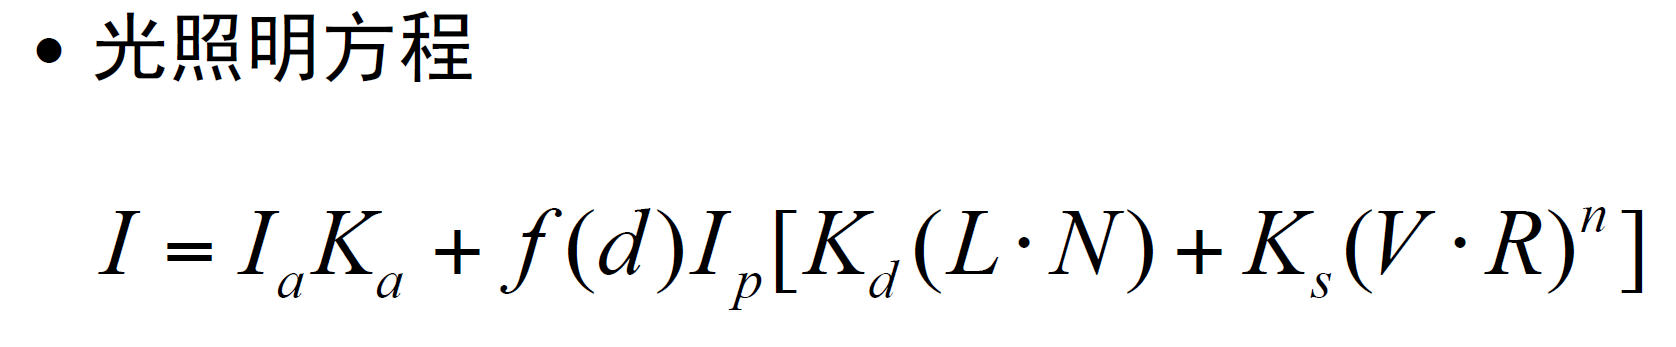 • 光照明方程
I = I_a K_a + f(d) I_p [K_d (L · N) + K_s (V · R)^n]